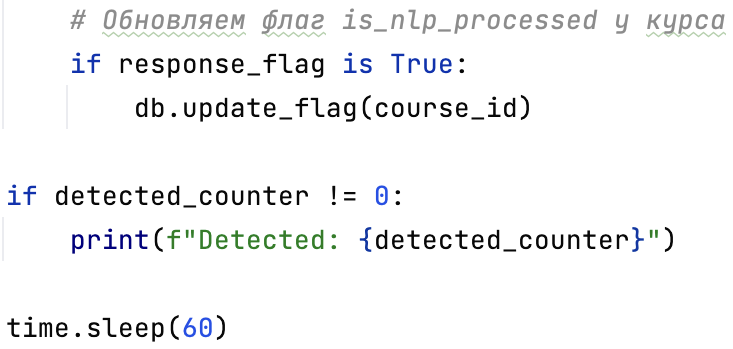 # Обновляем флаг is_nlp_processed у курса
if response_flag is True:
db.update_flag(course_id)
if detected_counter != 0:
print(f"Detected: {detected_counter}")
time.sleep(60)